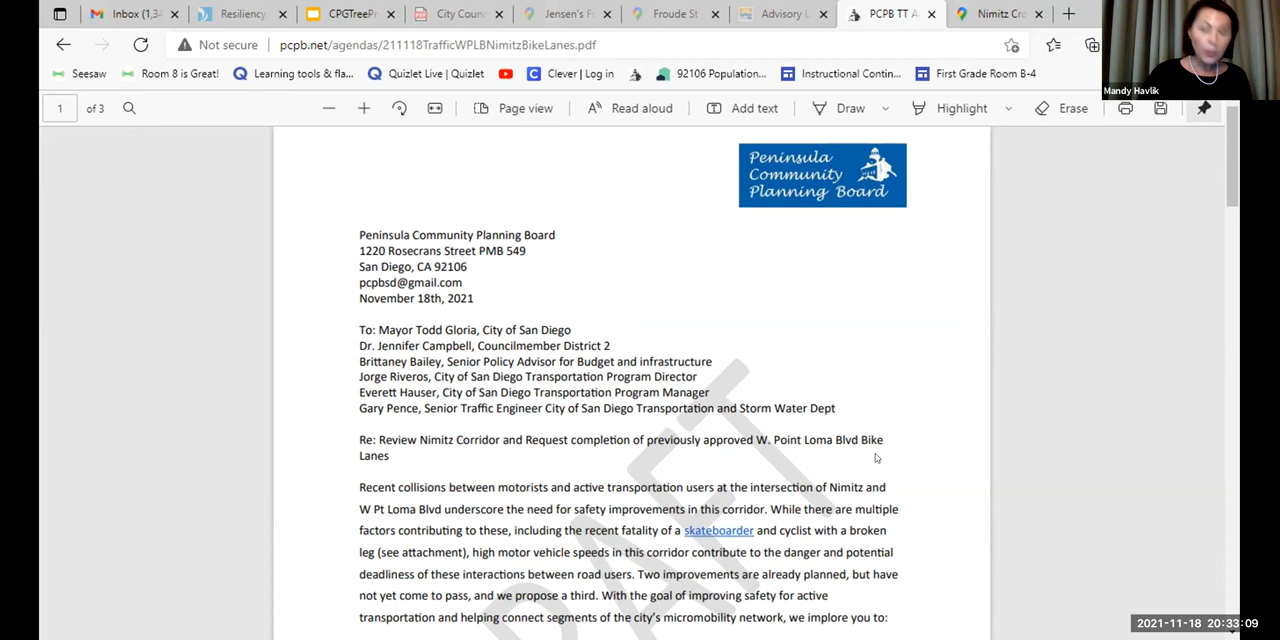 Inbox (1,34
Resiliency
CPGTreePr
City Counc
Jensen's Fo
Froude St
Advisory L
PCPB TT A
Nimitz Cro
Not secure
pcpb.net/agendas/211118TrafficWPLBNimitzBikeLanes.pdf
Seesaw
Room 8 is Great!
Learning tools & fla...
Quizlet Live | Quizlet
Clever | Log in
92106 Population...
Instructional Contin...
First Grade Room B-4
Mandy Havlik
1 of 3
Page view
Read aloud
Add text
Draw
Highlight
Erase
Peninsula
Community
Planning Board
Peninsula Community Planning Board
1220 Rosecrans Street PMB 549
San Diego, CA 92106
pcpbsd@gmail.com
November 18th, 2021
To: Mayor Todd Gloria, City of San Diego
Dr. Jennifer Campbell, Councilmember District 2
Brittaney Bailey, Senior Policy Advisor for Budget and infrastructure
Jorge Riveros, City of San Diego Transportation Program Director
Everett Hauser, City of San Diego Transportation Program Manager
Gary Pence, Senior Traffic Engineer City of San Diego Transportation and Storm Water Dept
Re: Review Nimitz Corridor and Request completion of previously approved W. Point Loma Blvd Bike
Lanes
Recent collisions between motorists and active transportation users at the intersection of Nimitz and
W Pt Loma Blvd underscore the need for safety improvements in this corridor. While there are multiple
factors contributing to these, including the recent fatality of a skateboarder and cyclist with a broken
leg (see attachment), high motor vehicle speeds in this corridor contribute to the danger and potential
deadliness of these interactions between road users. Two improvements are already planned, but have
not yet come to pass, and we propose a third. With the goal of improving safety for active
transportation and helping connect segments of the city's micromobility network, we implore you to:
RAFT
2021-11-18 20:33:09